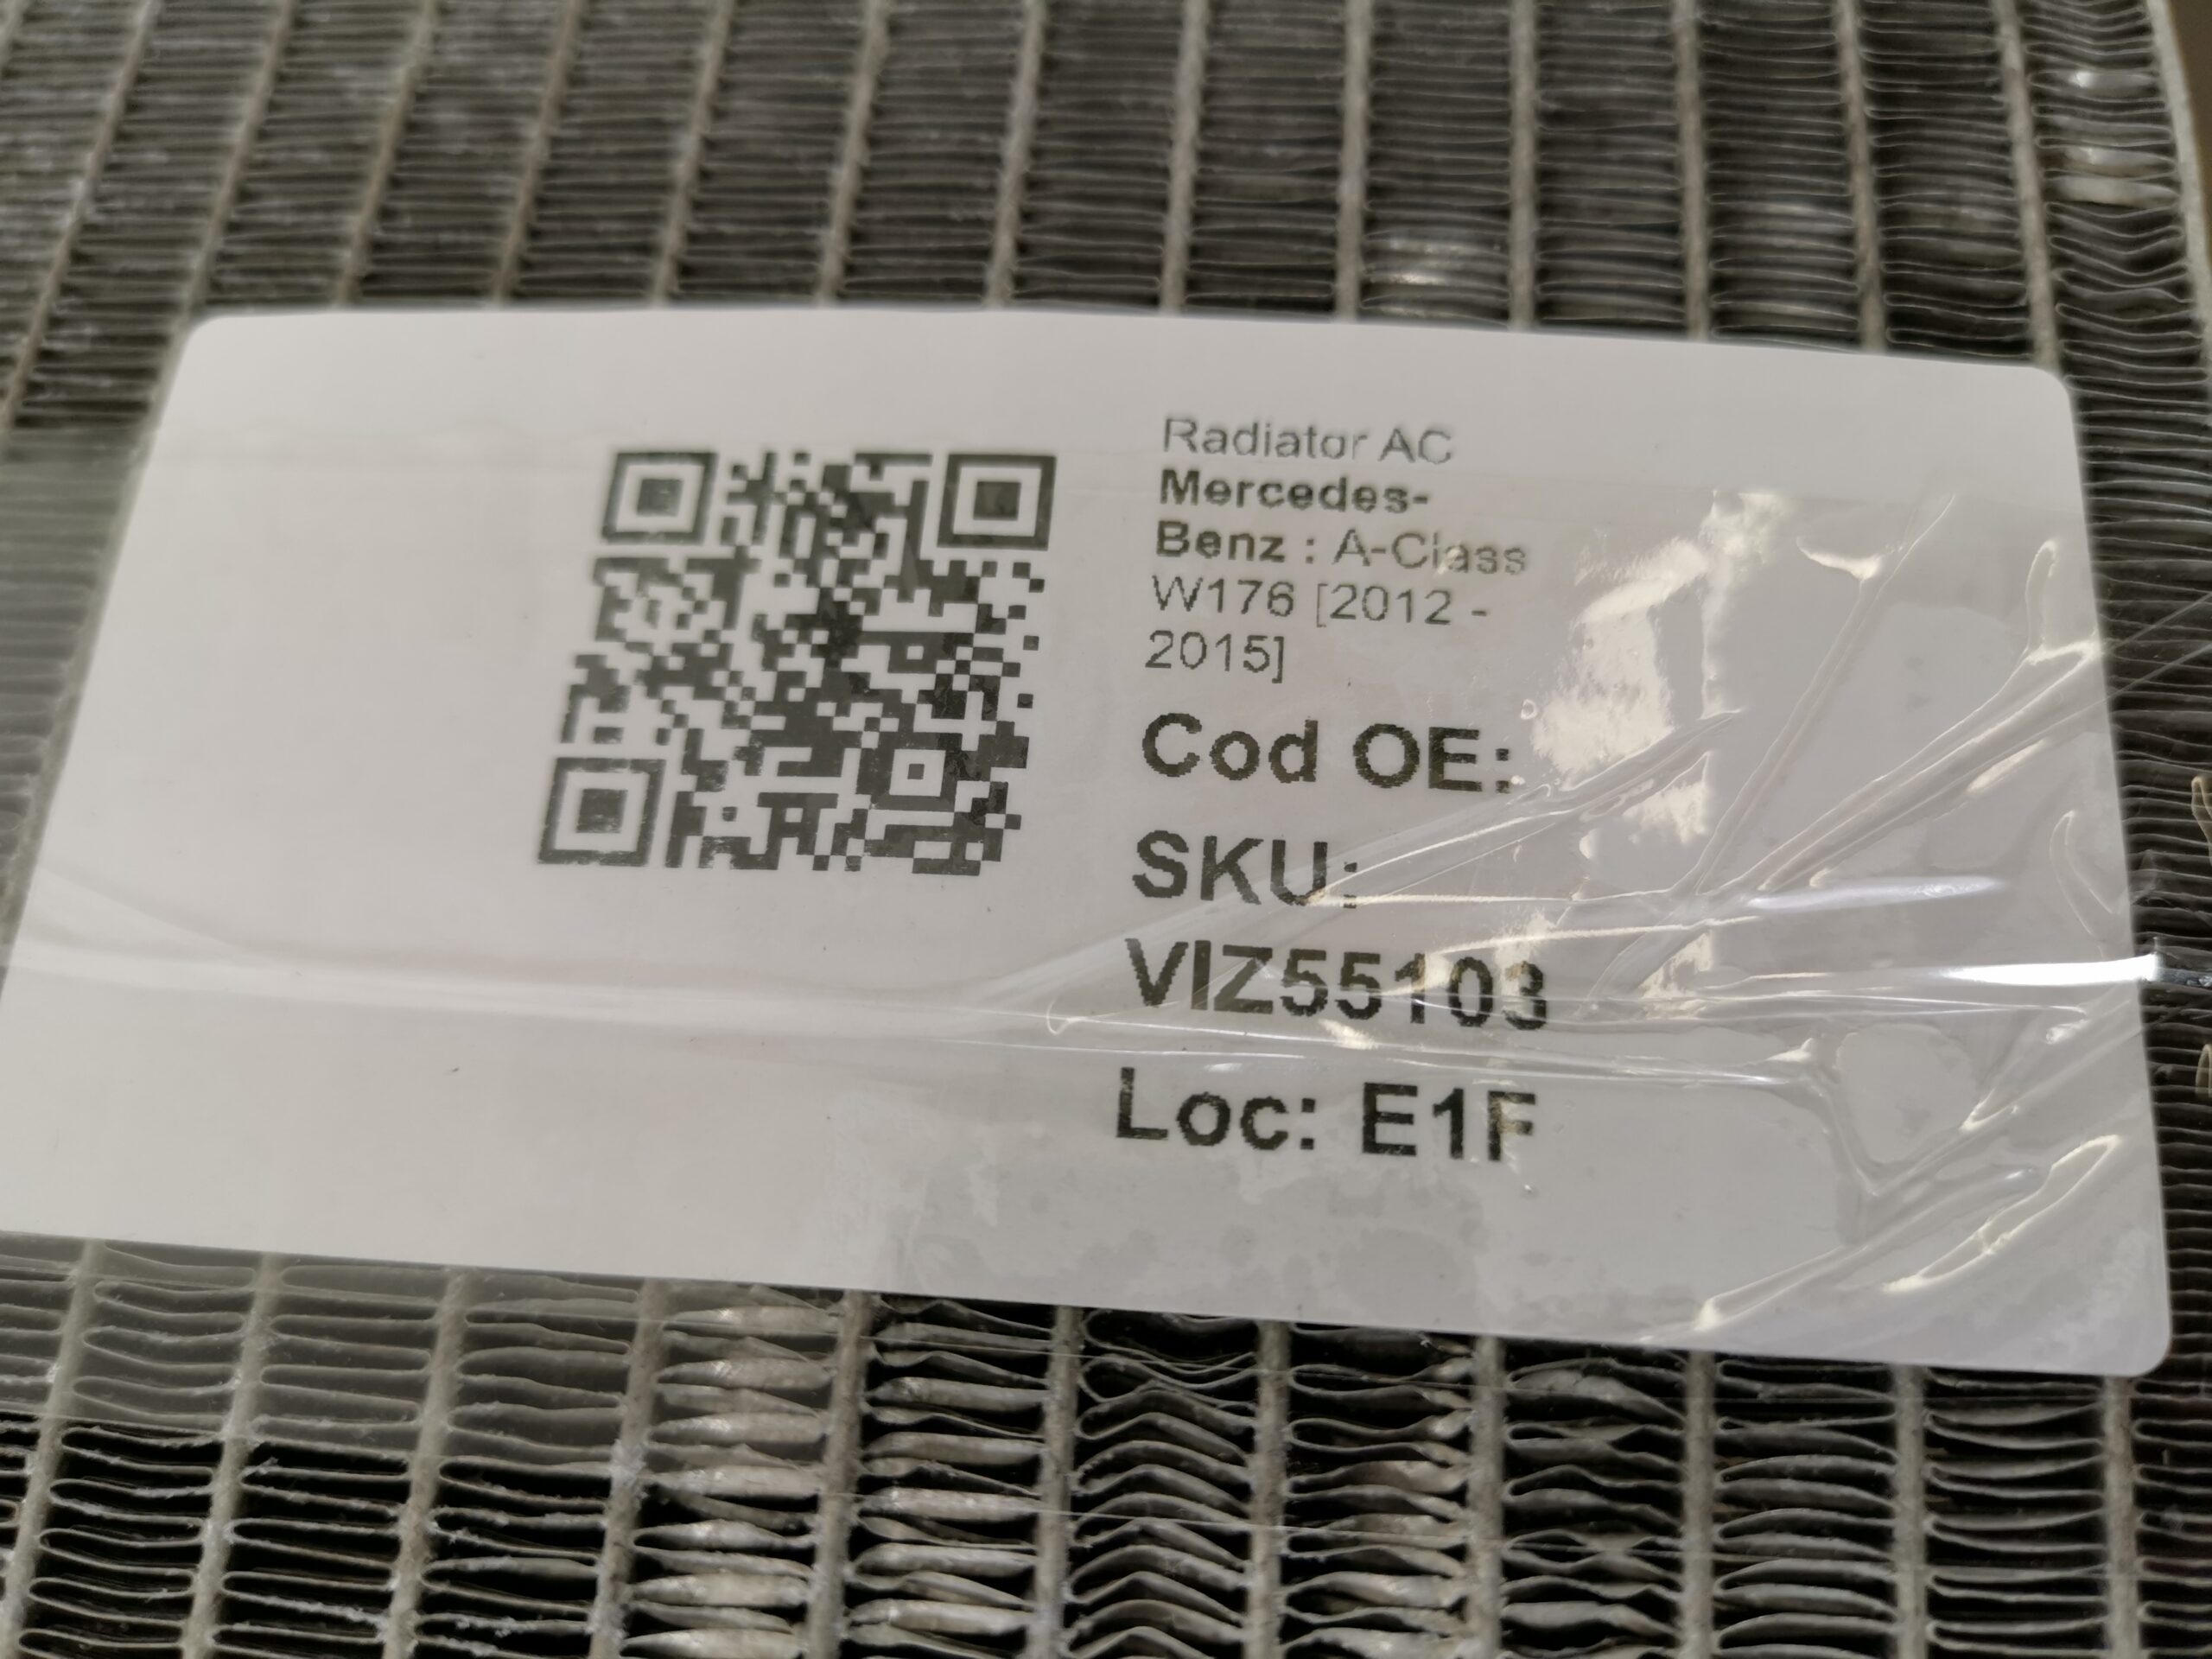 Radiator AC
Mercedes-
Benz : A-Class
W176 [2012 -
2015]
Cod OE:
SKU:
VIZ55103
Loc: E1F